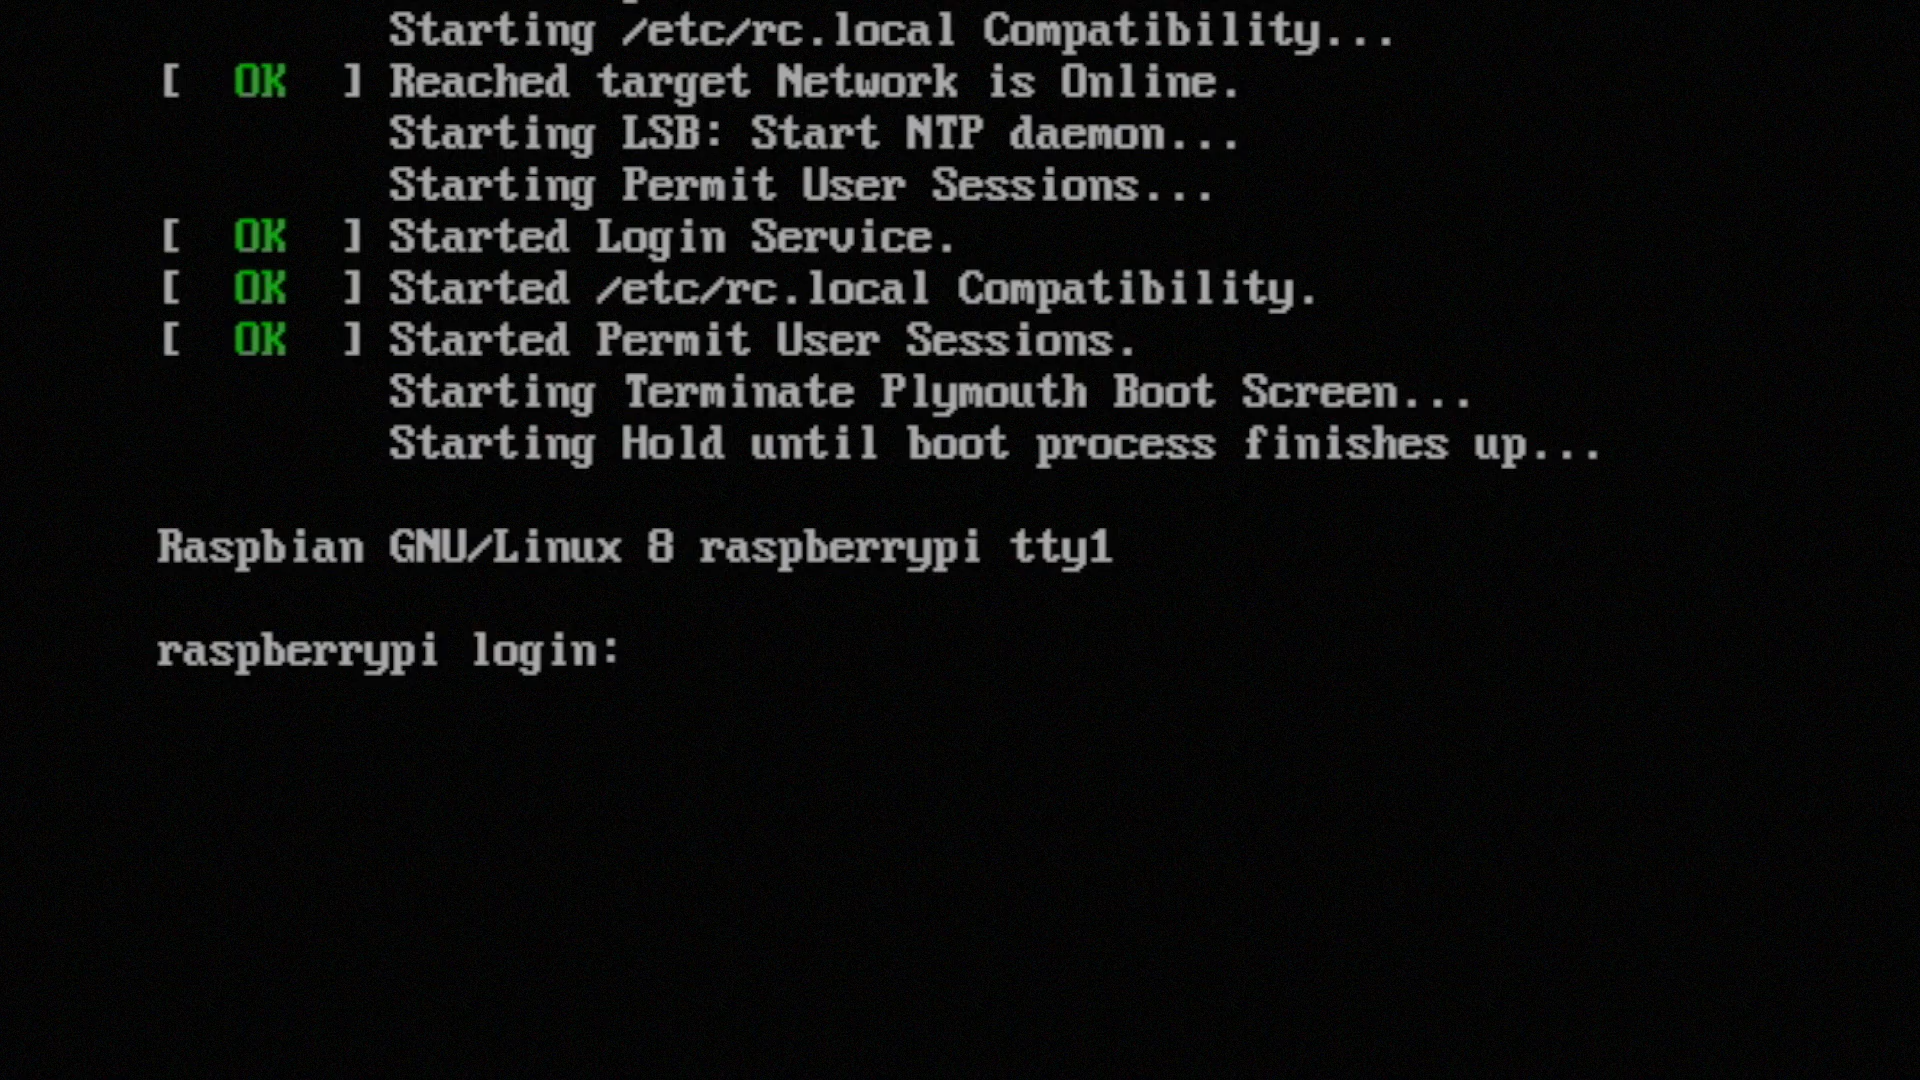 Starting /etc/rc.local Compatibility...
[ OK ] Reached target Network is Online.
Starting LSB: Start NTP daemon...
Starting Permit User Sessions...
[ OK ] Started Login Service.
[ OK ] Started /etc/rc.local Compatibility.
[ OK ] Started Permit User Sessions.
Starting Terminate Plymouth Boot Screen...
Starting Hold until boot process finishes up...
Raspbian GNU/Linux 8 raspberrypi tty1
raspberrypi login: